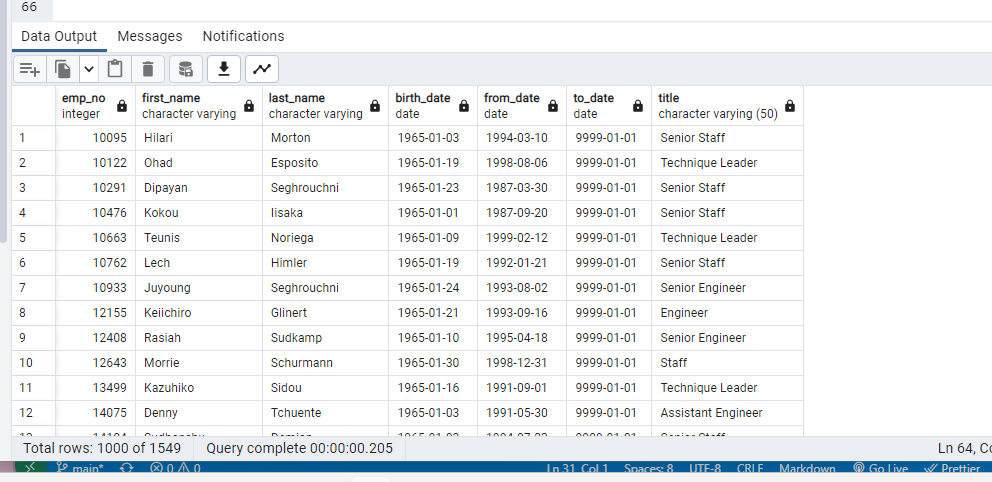 66
Data Output Messages Notifications
emp_no first_name last_name birth_date from_date to_date title
integer character varying character varying date date date character varying (50)
1 10095 Hilari Morton 1965-01-03 1994-03-10 9999-01-01 Senior Staff
2 10122 Ohad Esposito 1965-01-19 1998-08-06 9999-01-01 Technique Leader
3 10291 Dipayan Seghrouchni 1965-01-23 1987-03-30 9999-01-01 Senior Staff
4 10476 Kokou Iisaka 1965-01-01 1987-09-20 9999-01-01 Senior Staff
5 10663 Teunis Noriega 1965-01-09 1999-02-12 9999-01-01 Technique Leader
6 10762 Lech Himler 1965-01-19 1992-01-21 9999-01-01 Senior Staff
7 10933 Juyoung Seghrouchni 1965-01-24 1993-08-02 9999-01-01 Senior Engineer
8 12155 Keiichiro Glinert 1965-01-21 1993-09-16 9999-01-01 Engineer
9 12408 Rasiah Sudkamp 1965-01-10 1995-04-18 9999-01-01 Senior Engineer
10 12643 Morrie Schurmann 1965-01-30 1998-12-31 9999-01-01 Staff
11 13499 Kazuhiko Sidou 1965-01-16 1991-09-01 9999-01-01 Technique Leader
12 14075 Denny Tchuente 1965-01-03 1991-05-30 9999-01-01 Assistant Engineer
Total rows: 1000 of 1549 Query complete 00:00:00.205 Ln 64,
main* 0 0 Ln 31, Col 1 Spaces: 8 UTF-8 CRLF Markdown Go Live Prettier